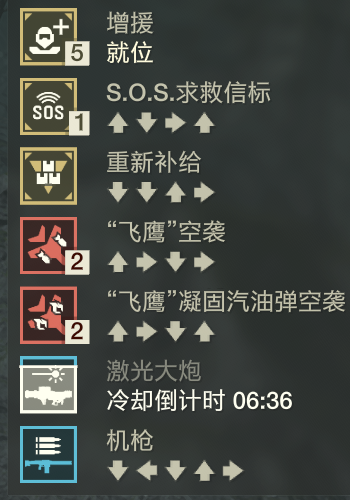 增援
5
就位
S.O.S.求救信标
SOS
1
↑↓→↑
重新补给
↓↓↑→
“飞鹰”空袭
2
↑→↓→
“飞鹰”凝固汽油弹空袭
2
↑→↓↑
激光大炮
冷却倒计时 06:36
机枪
↓←↓↑→